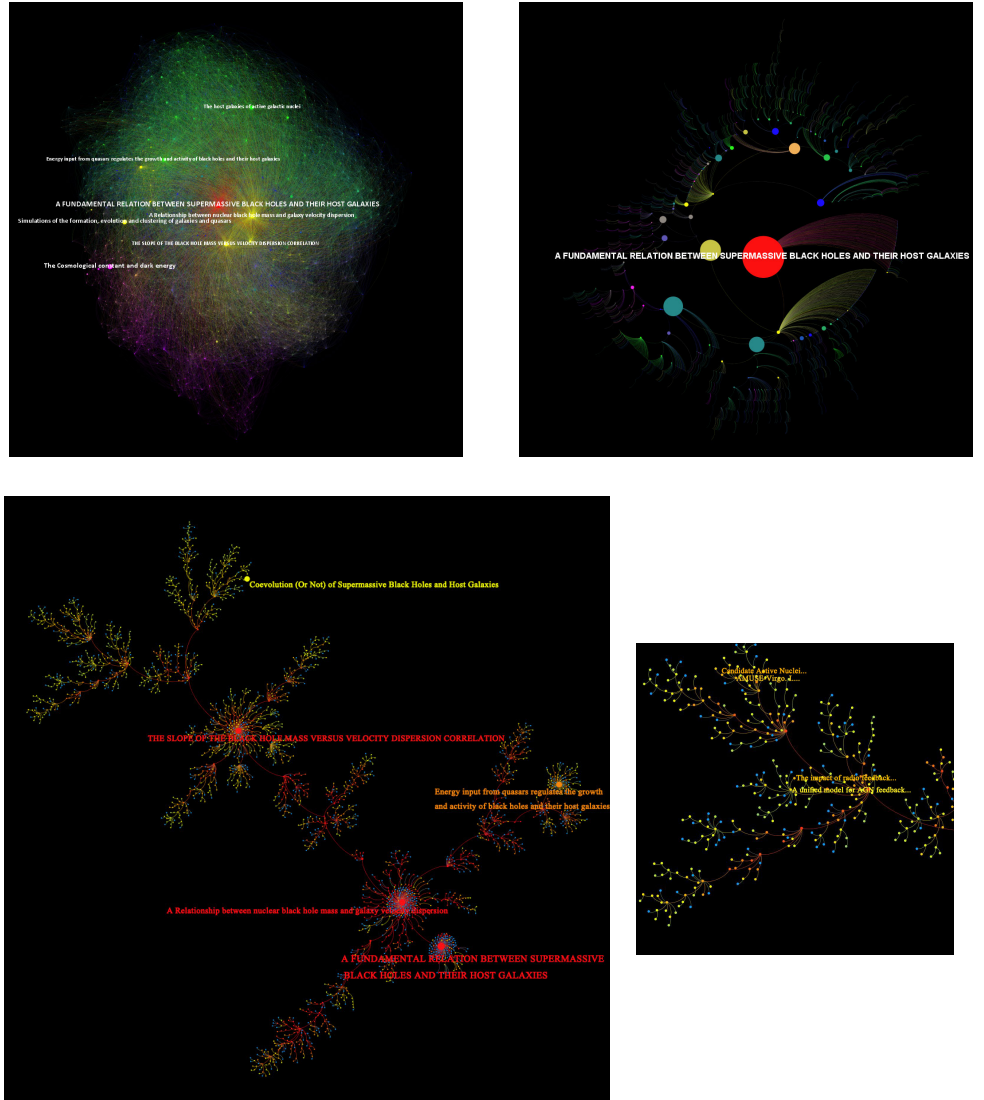 The host galaxies of active galactic nuclei
Energy input from quasars regulates the growth and activity of black holes and their host galaxies
A FUNDAMENTAL RELATION BETWEEN SUPERMASSIVE BLACK HOLES AND THEIR HOST GALAXIES
A Relationship between nuclear black hole mass and galaxy velocity dispersion
Simulations of the formation, evolution and clustering of galaxies and quasars
THE SLOPE OF THE BLACK HOLE MASS VERSUS VELOCITY DISPERSION CORRELATION
The Cosmological constant and dark energy
A FUNDAMENTAL RELATION BETWEEN SUPERMASSIVE BLACK HOLES AND THEIR HOST GALAXIES
Coevolution (Or Not) of Supermassive Black Holes and Host Galaxies
THE SLOPE OF THE BLACK HOLE MASS VERSUS VELOCITY DISPERSION CORRELATION
Energy input from quasars regulates the growth
and activity of black holes and their host galaxies
A Relationship between nuclear black hole mass and galaxy velocity dispersion
A FUNDAMENTAL RELATION BETWEEN SUPERMASSIVE
BLACK HOLES AND THEIR HOST GALAXIES
Candidate Active Nuclei...
AMUSE-Virgo. I....
The impact of radio feedback...
A unified model for AGN feedback...